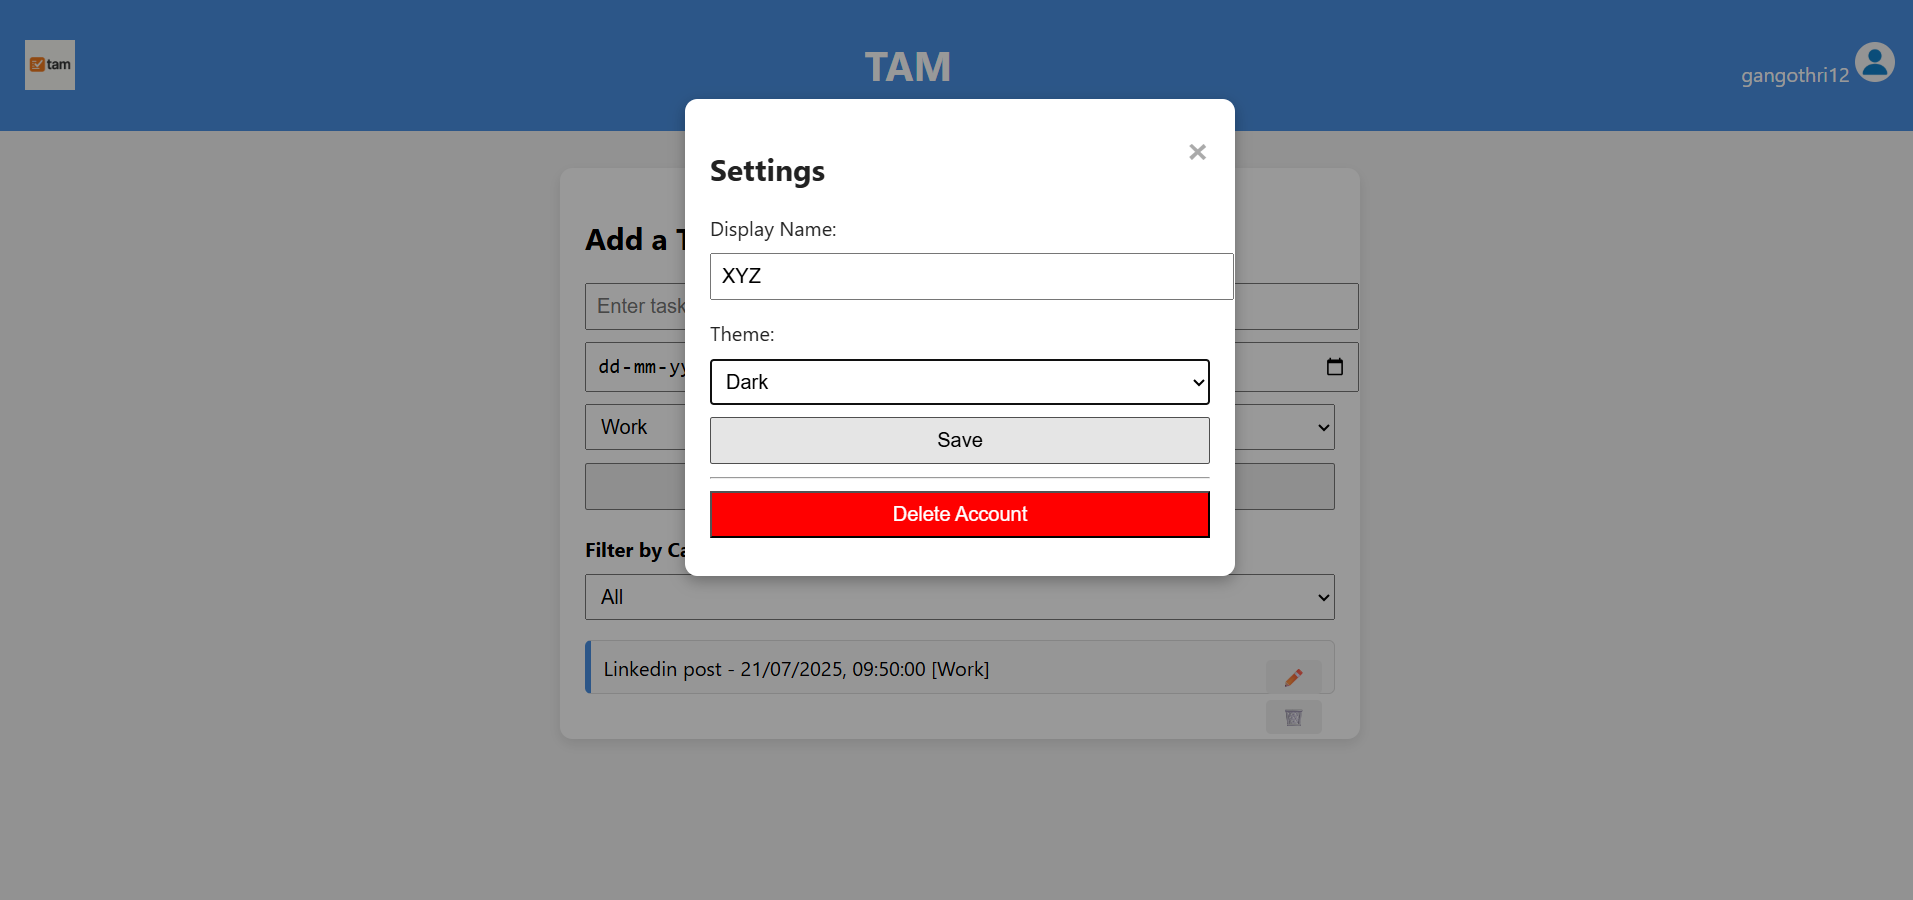 tam
TAM
gangothri12
×
Settings
Display Name:
XYZ
Theme:
Dark
Save
Delete Account
Add a
Enter task
dd-mm-yy
Work
Filter by Ca
All
Linkedin post - 21/07/2025, 09:50:00 [Work]